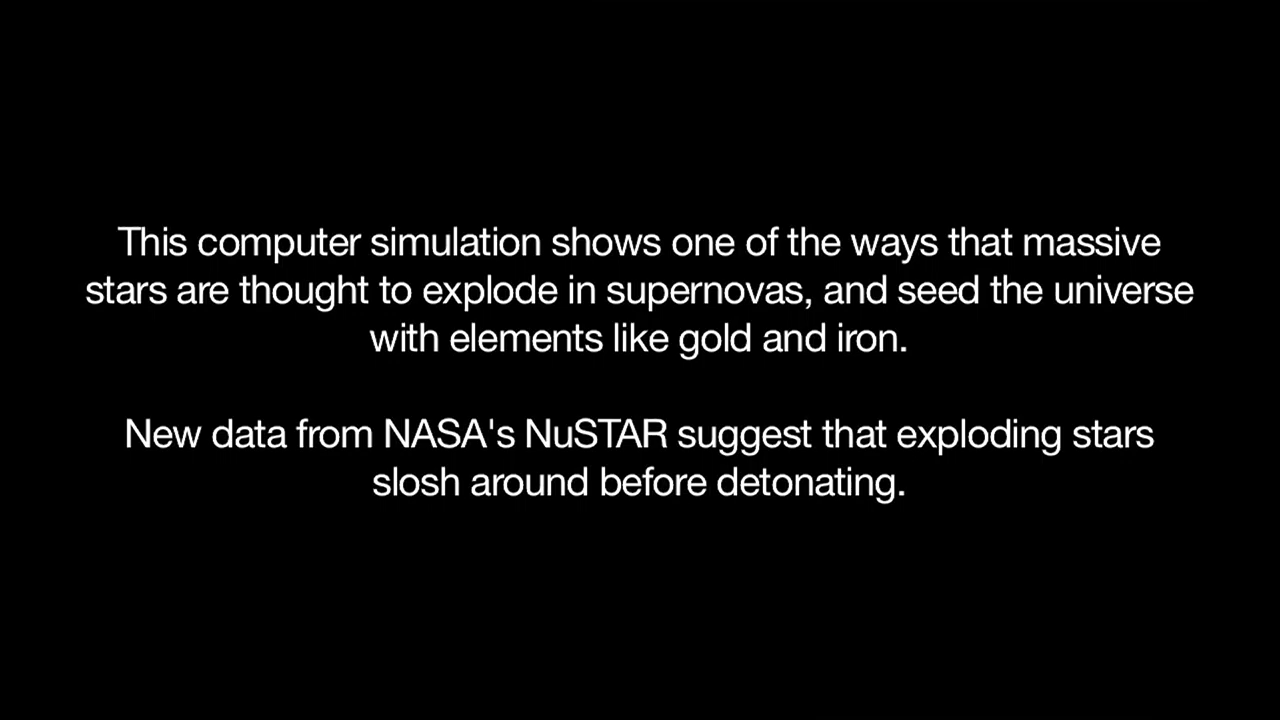 This computer simulation shows one of the ways that massive
stars are thought to explode in supernovas, and seed the universe
with elements like gold and iron.
New data from NASA's NuSTAR suggest that exploding stars
slosh around before detonating.